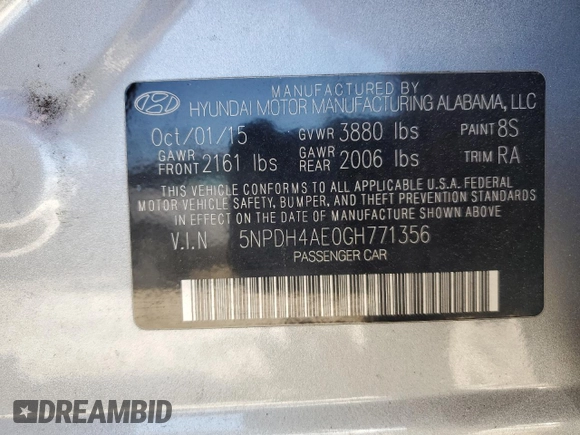 MANUFACTURED BY
HYUNDAI MOTOR MANUFACTURING ALABAMA, LLC
Oct/01/15 GVWR 3880 lbs PAINT 8S
GAWR FRONT 2161 lbs GAWR REAR 2006 lbs TRIM RA
THIS VEHICLE CONFORMS TO ALL APPLICABLE U.S.A. FEDERAL
MOTOR VEHICLE SAFETY, BUMPER, AND THEFT PREVENTION STANDARDS
IN EFFECT ON THE DATE OF MANUFACTURE SHOWN ABOVE
V.I.N 5NPDH4AE0GH771356
PASSENGER CAR
DREAMBID